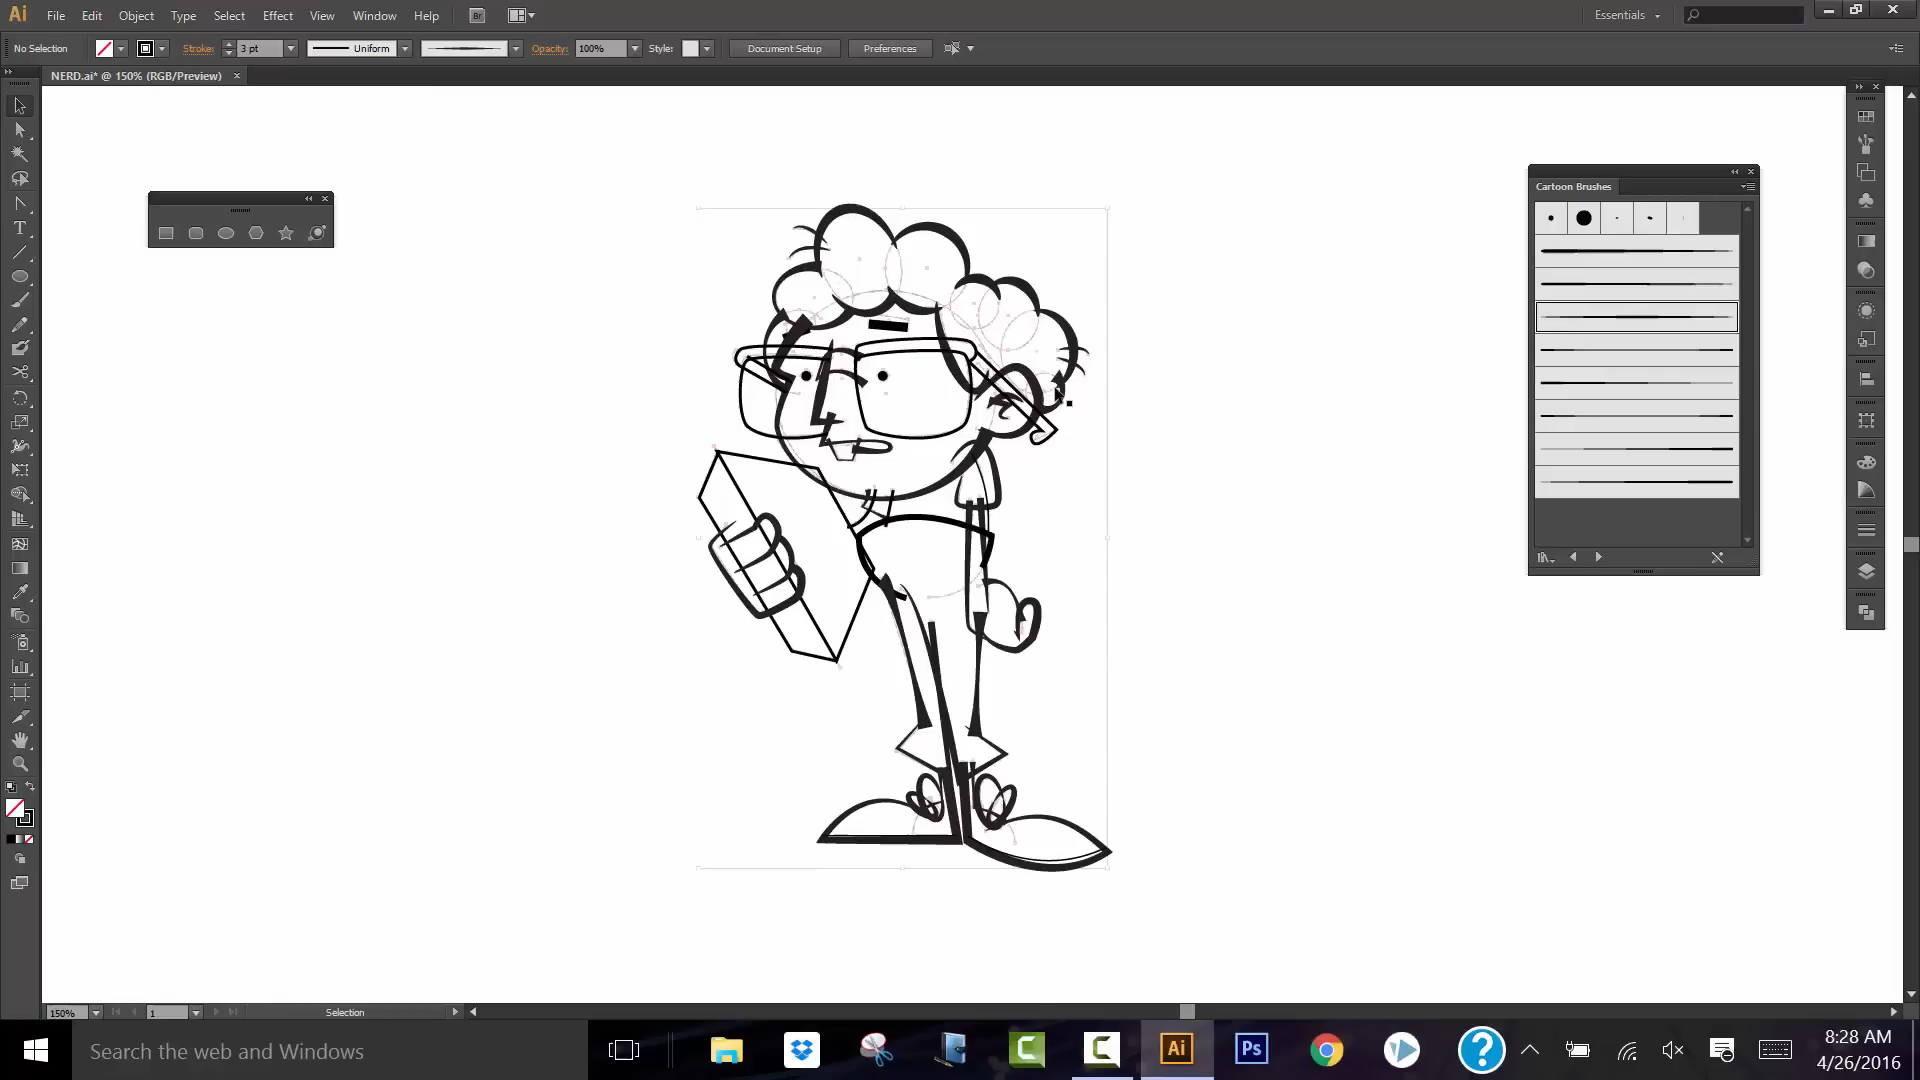 Ai File Edit Object Type Select Effect View Window Help Br Essentials
No Selection Stroke: 3 pt Uniform Opacity: 100% Style: Document Setup Preferences
NERD.ai* @ 150% (RGB/Preview)
Cartoon Brushes
T
150% 1 Selection
Search the web and Windows
Ai Ps ?
8:28 AM
4/26/2016